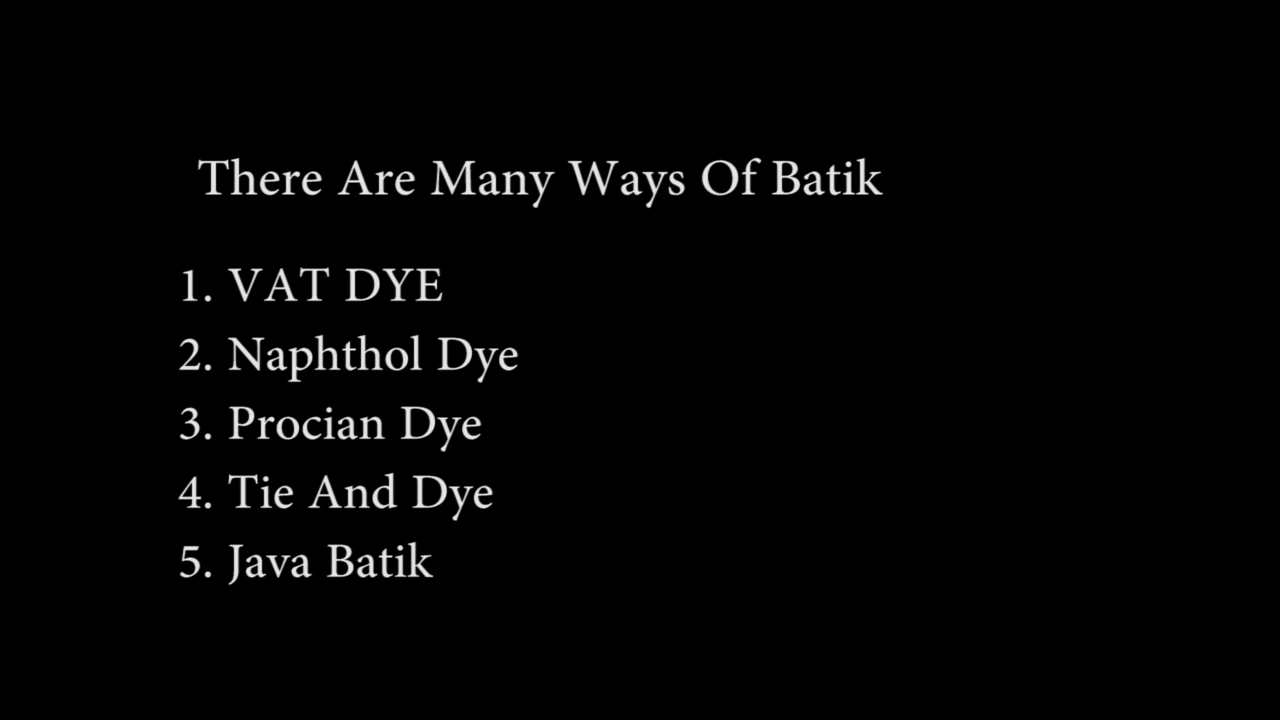 There Are Many Ways Of Batik
1. VAT DYE
2. Naphthol Dye
3. Procian Dye
4. Tie And Dye
5. Java Batik